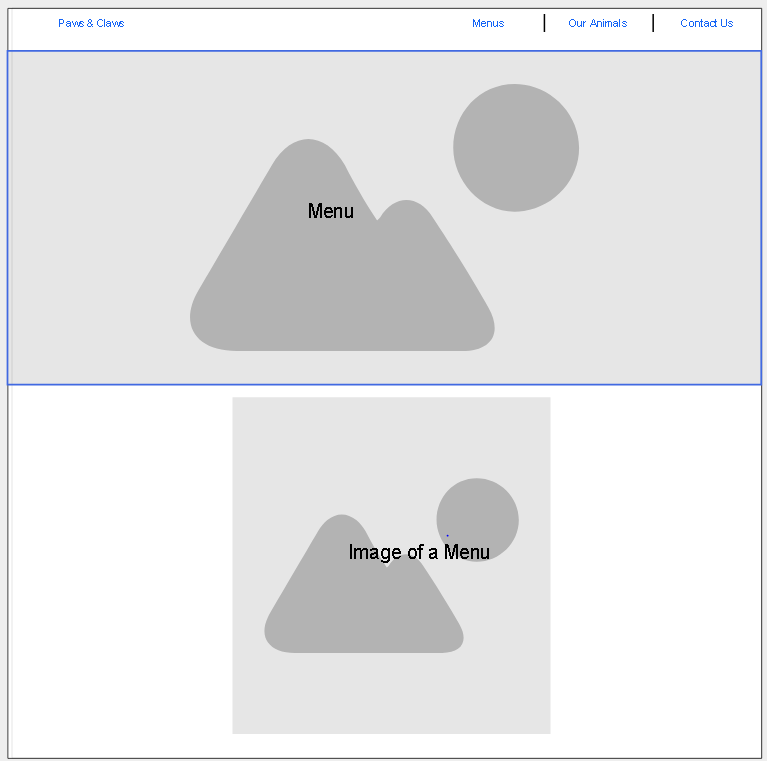 Paws & Claws
Menus
Our Animals
Contact Us
Menu
Image of a Menu